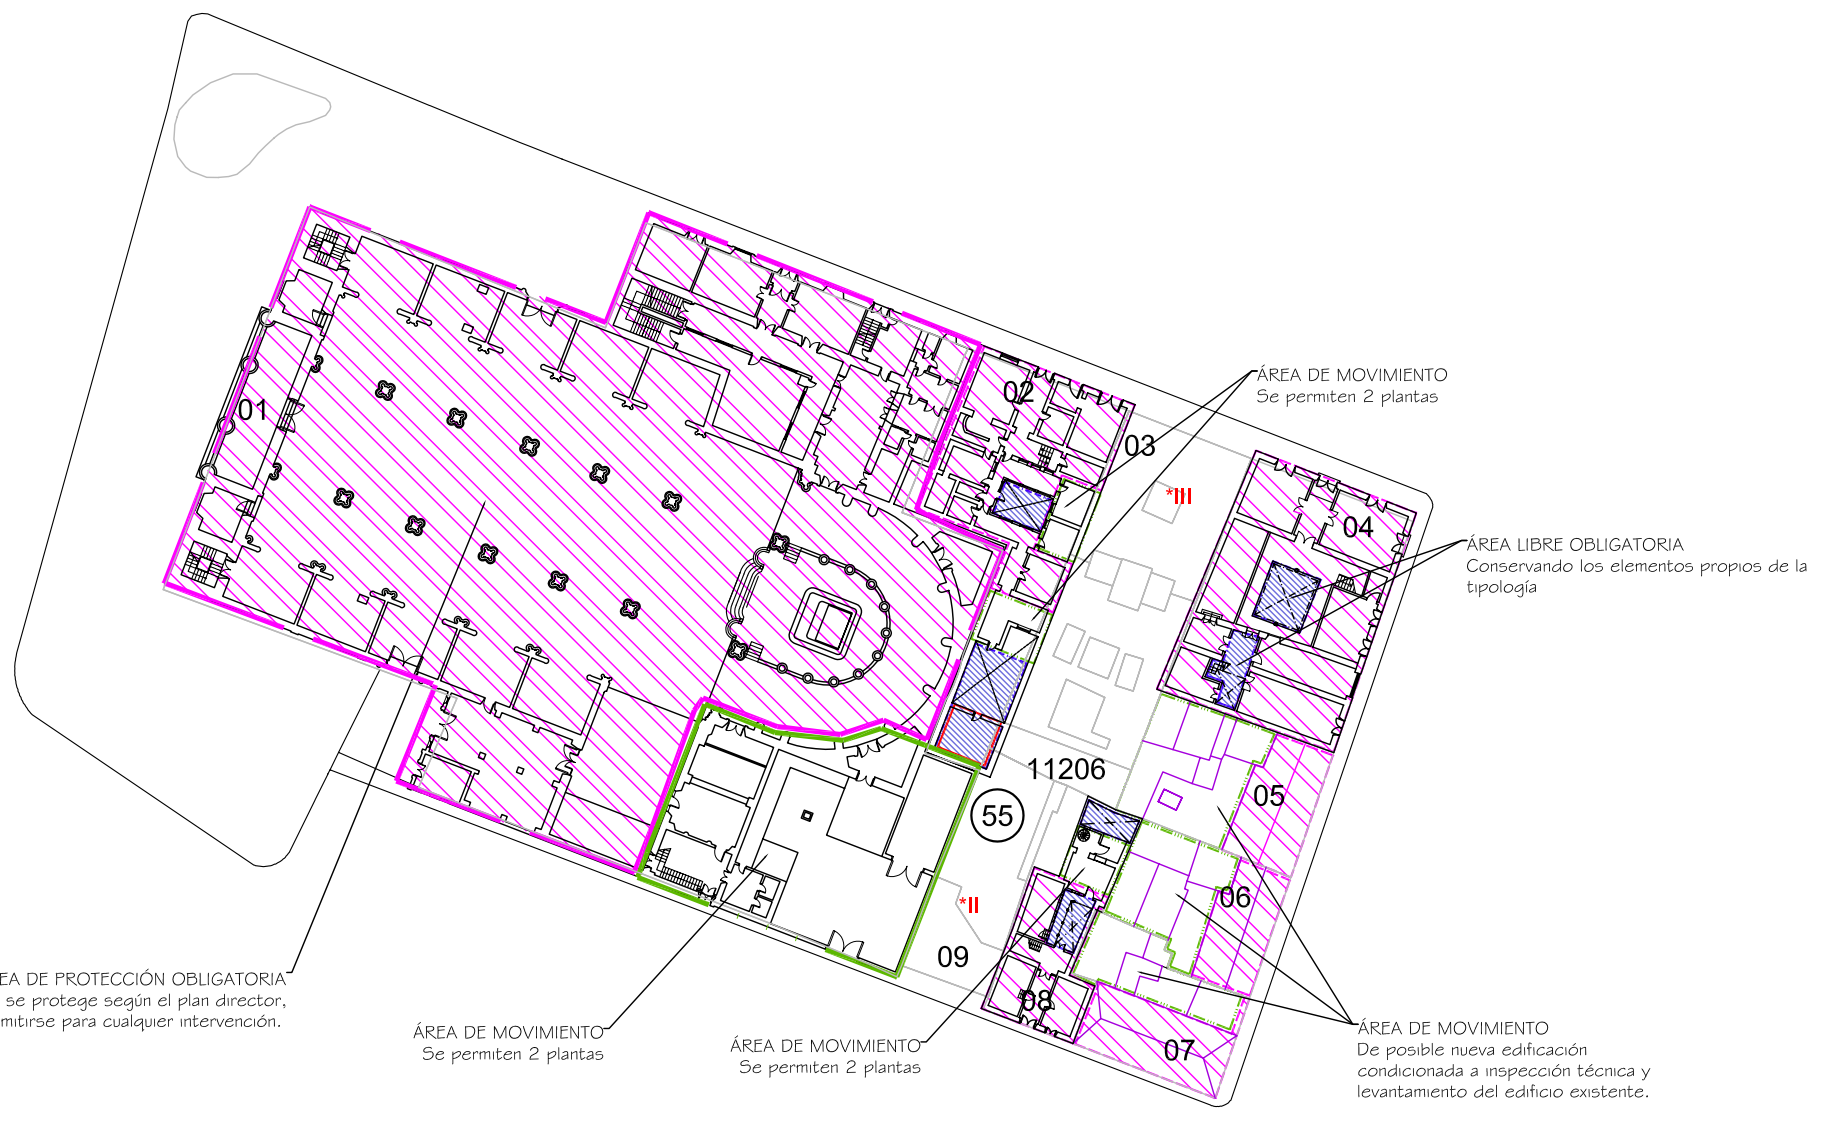 ÁREA DE MOVIMIENTO
Se permiten 2 plantas
02
01
03
*III
04
ÁREA LIBRE OBLIGATORIA
Conservando los elementos propios de la
tipología
11206
55
05
06
*II
09
08
07
DE PROTECCIÓN OBLIGATORIA
se protege según el plan director,
para cualquier intervención.
ÁREA DE MOVIMIENTO
Se permiten 2 plantas
ÁREA DE MOVIMIENTO
Se permiten 2 plantas
ÁREA DE MOVIMIENTO
De posible nueva edificación
condicionada a inspección técnica y
levantamiento del edificio existente.